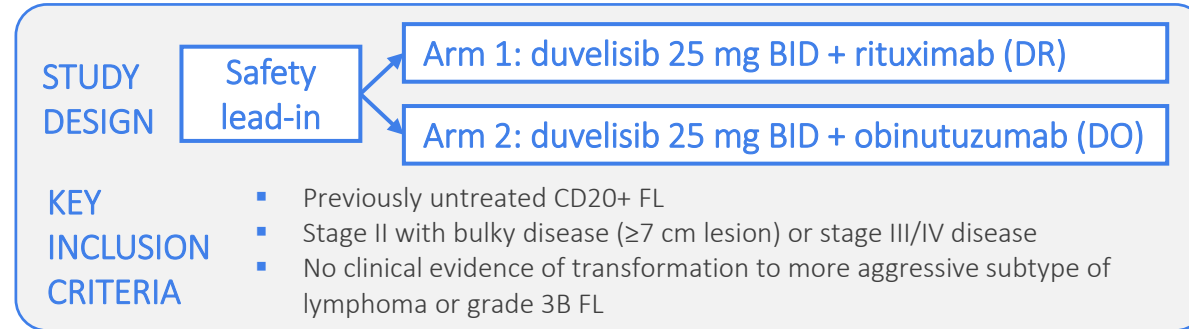 STUDY
DESIGN
Safety
lead-in
Arm 1: duvelisib 25 mg BID + rituximab (DR)
Arm 2: duvelisib 25 mg BID + obinutuzumab (DO)
KEY
INCLUSION
CRITERIA
▪ Previously untreated CD20+ FL
▪ Stage II with bulky disease (≥7 cm lesion) or stage III/IV disease
▪ No clinical evidence of transformation to more aggressive subtype of
lymphoma or grade 3B FL